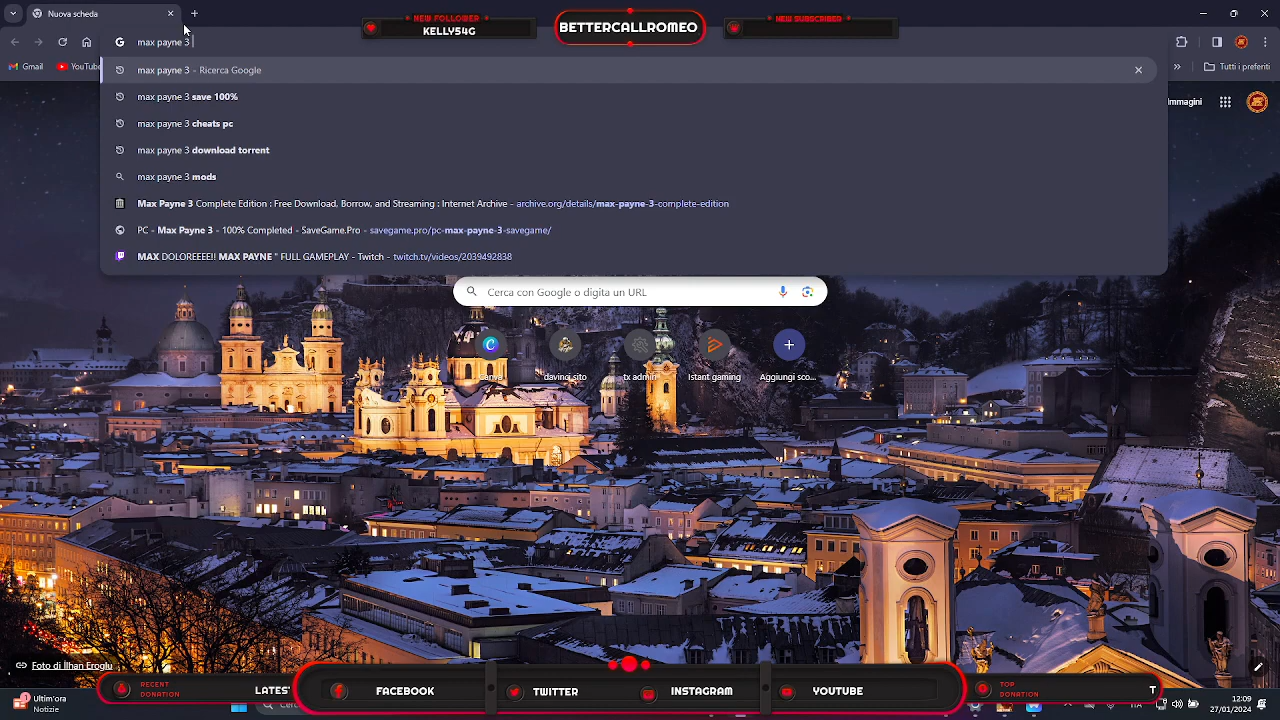 Nuova scheda
NEW FOLLOWER
KELLY54G
BETTERCALLROMEO
NEW SUBSCRIBER
max payne 3
Gmail
Tutti i preferiti
max payne 3 - Ricerca Google
max payne 3 save 100%
max payne 3 cheats pc
max payne 3 download torrent
max payne 3 mods
Max Payne 3 Complete Edition : Free Download, Borrow, and Streaming : Internet Archive - archive.org/details/max-payne-3-complete-edition
PC - Max Payne 3 - 100% Completed - SaveGame.Pro - savegame.pro/pc-max-payne-3-savegame/
MAX DOLOREEEE!! MAX PAYNE " FULL GAMEPLAY - Twitch - twitch.tv/videos/2039492838
Cerca con Google o digita un URL
Canva
davinci sito
tx admin
Istant gaming
Aggiungi sco...
Foto di Ilhan Eroglu
RECENT DONATION
LATES
FACEBOOK
TWITTER
INSTAGRAM
YOUTUBE
TOP DONATION
T
Ultim'ora
Notizie
12:09
27/01/2024